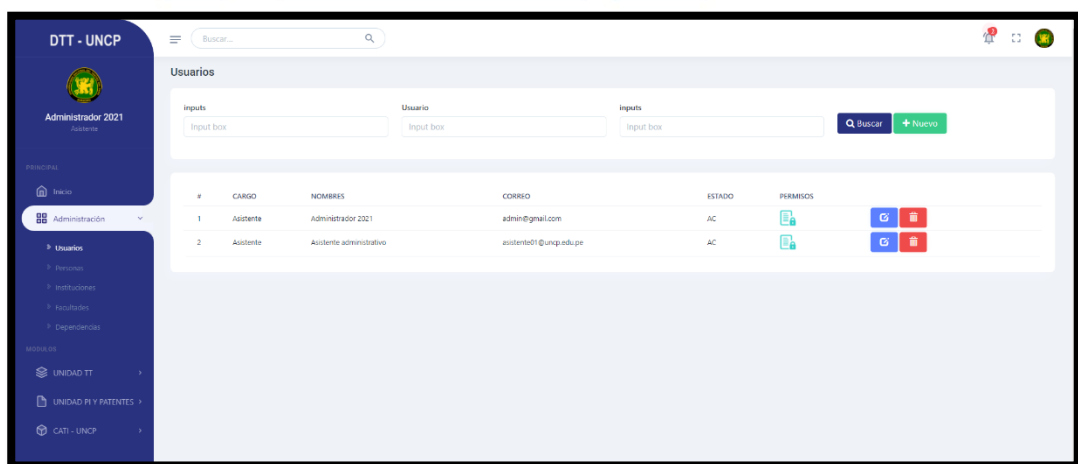 DTT - UNCP
Administrador 2021
Asistente
PRINCIPAL
Inicio
Administración
Usuarios
Personas
Instituciones
Facultades
Dependencias
MODULOS
UNIDAD TT
UNIDAD PI Y PATENTES
CATI - UNCP
Buscar...
Usuarios
inputs Usuario inputs
Input box Input box Input box Buscar Nuevo
# CARGO NOMBRES CORREO ESTADO PERMISOS
1 Asistente Administrador 2021 admin@gmail.com AC
2 Asistente Asistente administrativo asistente01@uncp.edu.pe AC